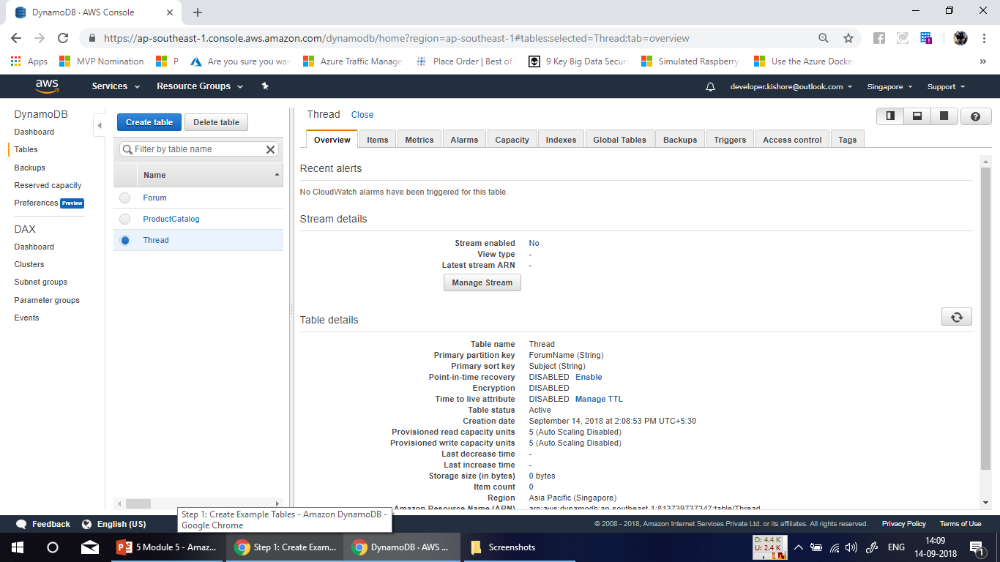 DynamoDB · AWS Console
https://ap-southeast-1.console.aws.amazon.com/dynamodb/home?region=ap-southeast-1#tables:selected=Thread;tab=overview
Apps MVP Nomination P Are you sure you war Azure Traffic Manage Place Order | Best of 9 Key Big Data Securi Simulated Raspberry Use the Azure Docke »
aws Services Resource Groups developer.kishore@outlook.com Singapore Support
DynamoDB
Dashboard
Tables
Backups
Reserved capacity
Preferences Preview
DAX
Dashboard
Clusters
Subnet groups
Parameter groups
Events
Create table Delete table
Filter by table name
Name
Forum
ProductCatalog
Thread
Thread Close
Overview Items Metrics Alarms Capacity Indexes Global Tables Backups Triggers Access control Tags
Recent alerts
No CloudWatch alarms have been triggered for this table.
Stream details
Stream enabled No
View type -
Latest stream ARN -
Manage Stream
Table details
Table name Thread
Primary partition key ForumName (String)
Primary sort key Subject (String)
Point-in-time recovery DISABLED Enable
Encryption DISABLED
Time to live attribute DISABLED Manage TTL
Table status Active
Creation date September 14, 2018 at 2:08:53 PM UTC+5:30
Provisioned read capacity units 5 (Auto Scaling Disabled)
Provisioned write capacity units 5 (Auto Scaling Disabled)
Last decrease time -
Last increase time -
Storage size (in bytes) 0 bytes
Item count 0
Region Asia Pacific (Singapore)
Amazon Resource Name (ARN) arn:aws:dynamodb:ap-southeast-1:813739737347:table/Thread
Step 1: Create Example Tables - Amazon DynamoDB -
Google Chrome
Feedback English (US) © 2008 - 2018, Amazon Internet Services Private Ltd. or its affiliates. All rights reserved. Privacy Policy Terms of Use
5 Module 5 - Amaz... Step 1: Create Exam... DynamoDB · AWS ... Screenshots
D: 4.4 K
U: 2.4 K
ENG
14:09
14-09-2018
1